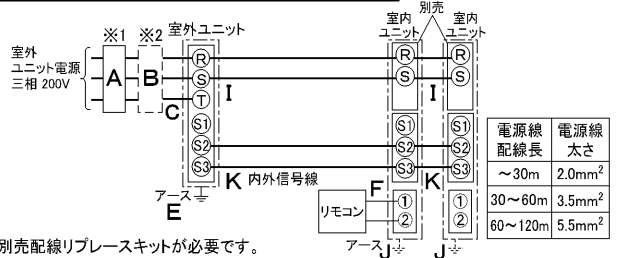 ※1
※2
室外ユニット
別売
室内
ユニット
室内
ユニット
室外
ユニット電源
三相 200V
A
B
C
R
S
T
I
S1
S2
S3
R
S
S1
S2
S3
I
R
S
S1
S2
S3
K 内外信号線
K
アース
E
F
リモコン
①
②
①
②
アース
J
J
電源線
配線長
電源線
太さ
～30m
2.0mm²
30～60m
3.5mm²
60～120m
5.5mm²
別売配線リプレースキットが必要です。